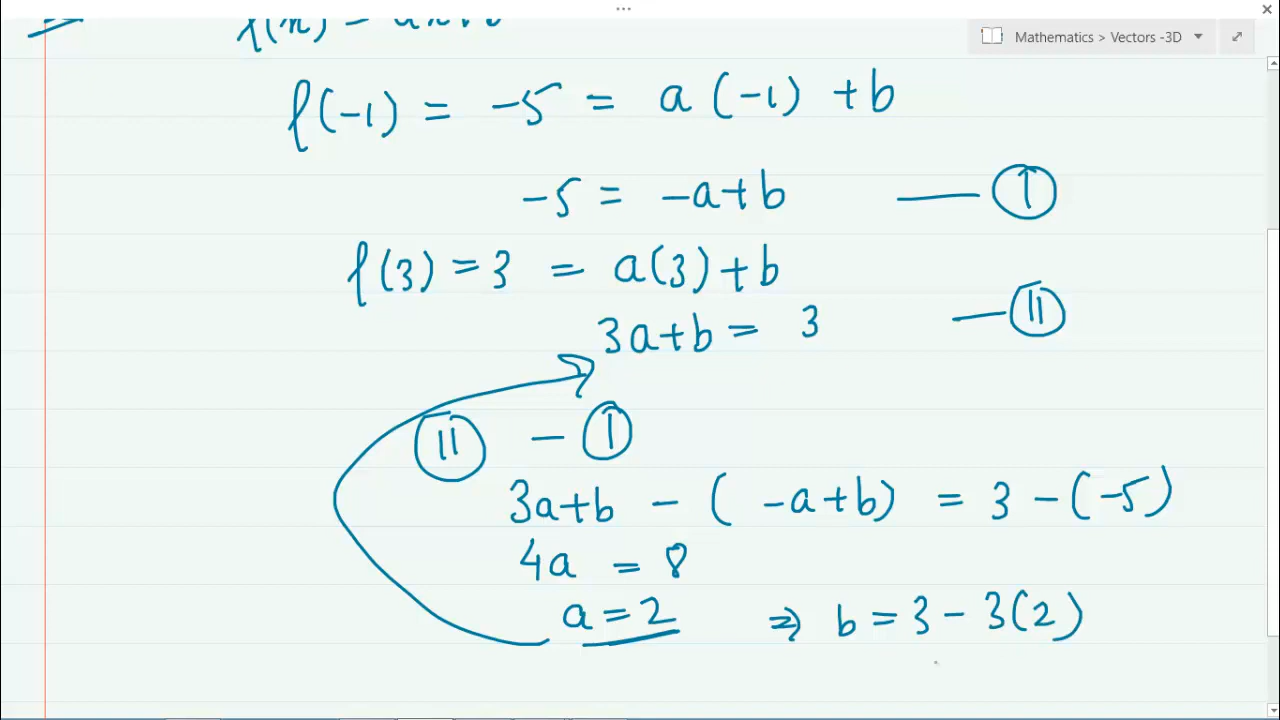 Mathematics > Vectors -3D
f(x) = ax+b
f(-1) = -5 = a (-1) +b
-5 = -a+b — I
f(3) = 3 = a(3)+b
3a+b = 3 — II
II - I
3a+b - ( -a+b) = 3 - (-5)
4a = 8
a = 2 ⇒ b = 3 - 3(2)